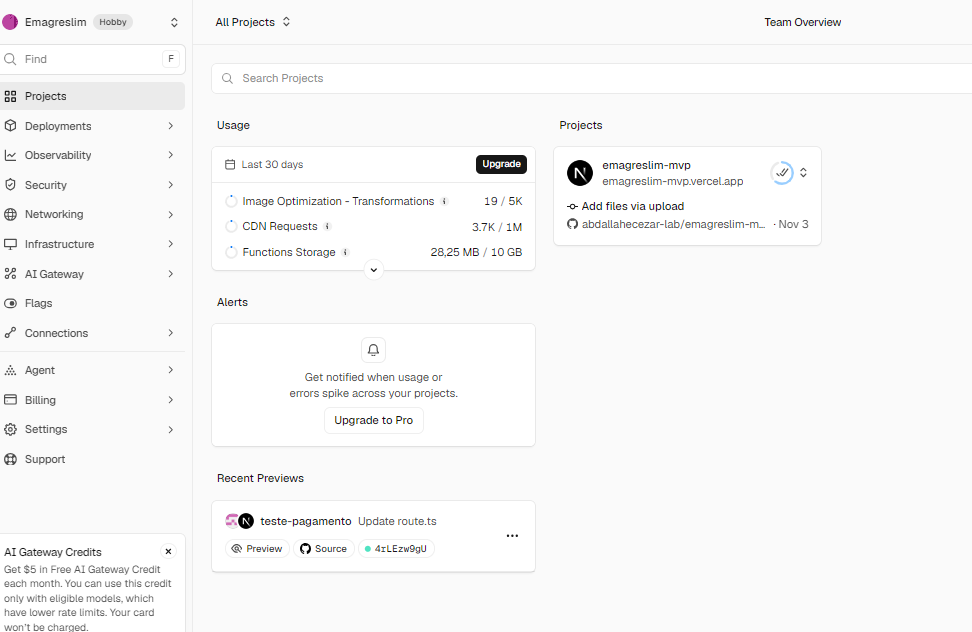 Emagreslim Hobby
Find F
Projects
Deployments
Observability
Security
Networking
Infrastructure
AI Gateway
Flags
Connections
Agent
Billing
Settings
Support
AI Gateway Credits
Get $5 in Free AI Gateway Credit
each month. You can use this credit
only with eligible models, which
have lower rate limits. Your card
won't be charged.
All Projects
Team Overview
Search Projects
Usage
Last 30 days Upgrade
Image Optimization - Transformations 19 / 5K
CDN Requests 3.7K / 1M
Functions Storage 28,25 MB / 10 GB
Alerts
Get notified when usage or
errors spike across your projects.
Upgrade to Pro
Recent Previews
teste-pagamento Update route.ts
Preview Source 4rLEzw9gU
Projects
emagreslim-mvp
emagreslim-mvp.vercel.app
Add files via upload
abdallahecezar-lab/emagreslim-m... · Nov 3